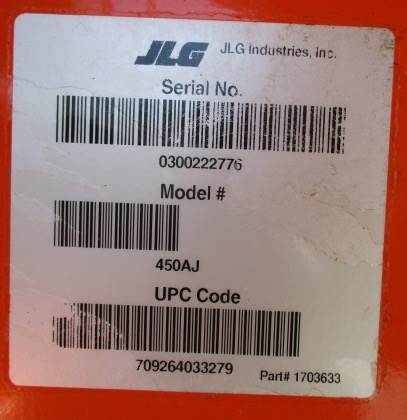 JLG JLG Industries, Inc.
Serial No.
0300222776
Model #
450AJ
UPC Code
709264033279
Part# 1703633